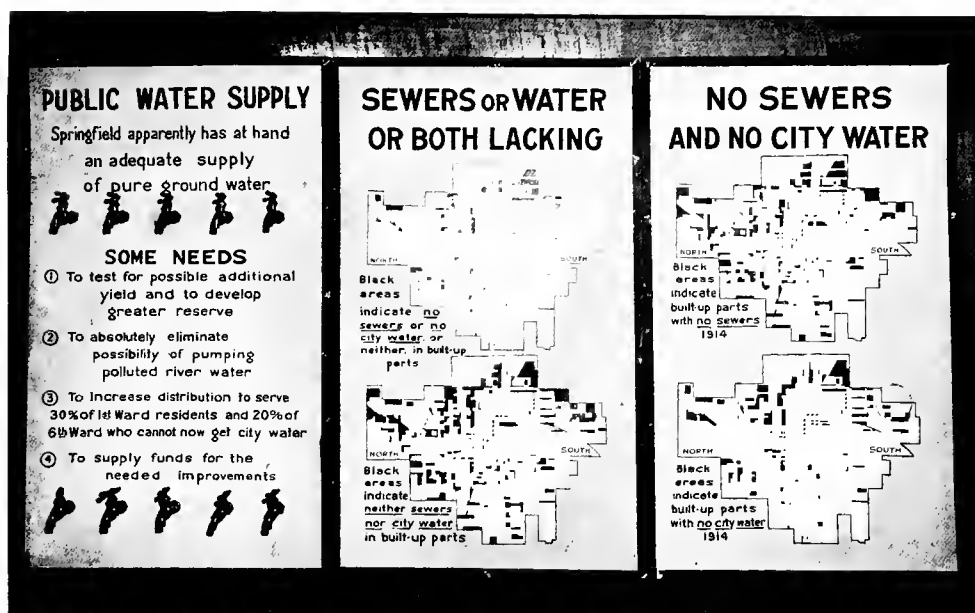 PUBLIC WATER SUPPLY
Springfield apparently has at hand
an adequate supply
of pure ground water
SOME NEEDS
① To test for possible additional
yield and to develop
greater reserve
② To absolutely eliminate
possibility of pumping
polluted river water
③ To Increase distribution to serve
30% of 1st Ward residents and 20% of
6th Ward who cannot now get city water
④ To supply funds for the
needed improvements
SEWERS OR WATER
OR BOTH LACKING
NORTH
SOUTH
Black
areas
indicate no
sewers or no
city water, or
neither, in built-up
parts
NORTH
SOUTH
Black
areas
indicate
neither sewers
nor city water
in built-up parts
NO SEWERS
AND NO CITY WATER
NORTH
SOUTH
Black
areas
indicate
built-up parts
with no sewers
1914
NORTH
SOUTH
Black
areas
indicate
built-up parts
with no city water
1914